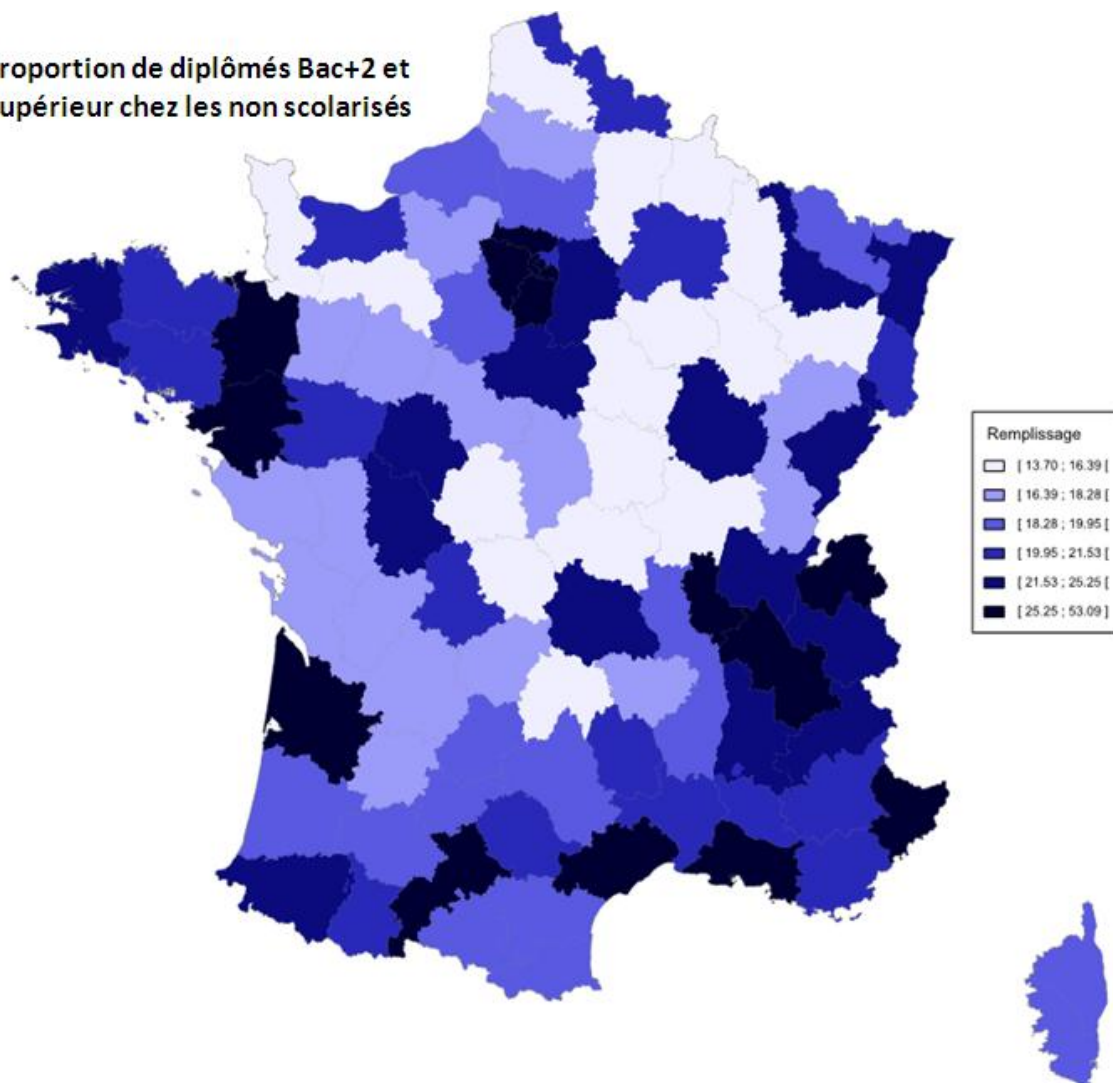 roportion de diplômés Bac+2 et
upérieur chez les non scolarisés
Remplissage
[ 13.70 ; 16.39 [
[ 16.39 ; 18.28 [
[ 18.28 ; 19.95 [
[ 19.95 ; 21.53 [
[ 21.53 ; 25.25 [
[ 25.25 ; 53.09 ]